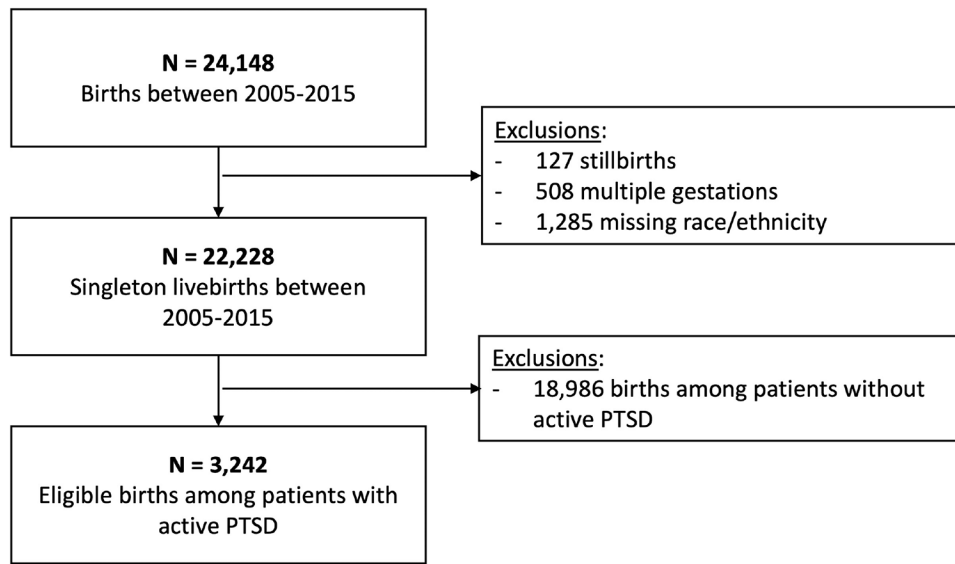 N = 24,148
Births between 2005-2015
Exclusions:
- 127 stillbirths
- 508 multiple gestations
- 1,285 missing race/ethnicity
N = 22,228
Singleton livebirths between
2005-2015
Exclusions:
- 18,986 births among patients without
active PTSD
N = 3,242
Eligible births among patients with
active PTSD